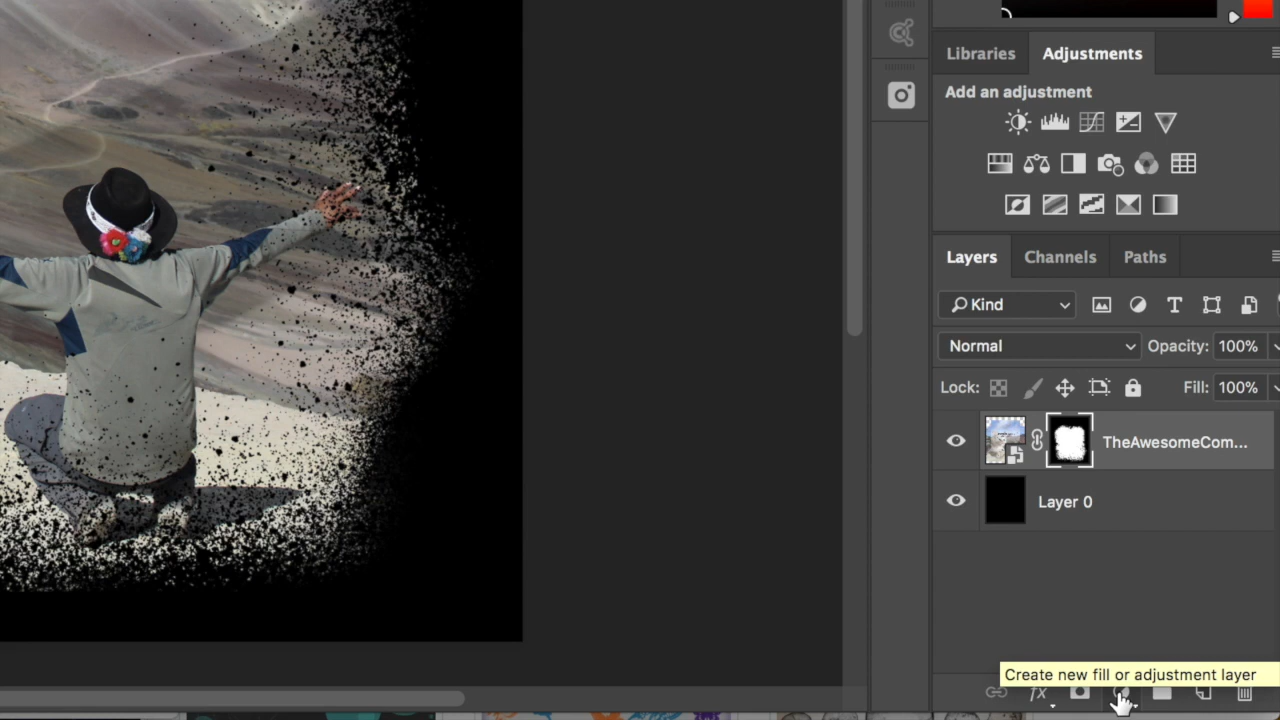 Libraries
Adjustments
Add an adjustment
Layers
Channels
Paths
Kind
Normal
Opacity: 100%
Lock:
Fill: 100%
TheAwesomeCom...
Layer 0
Create new fill or adjustment layer
fx